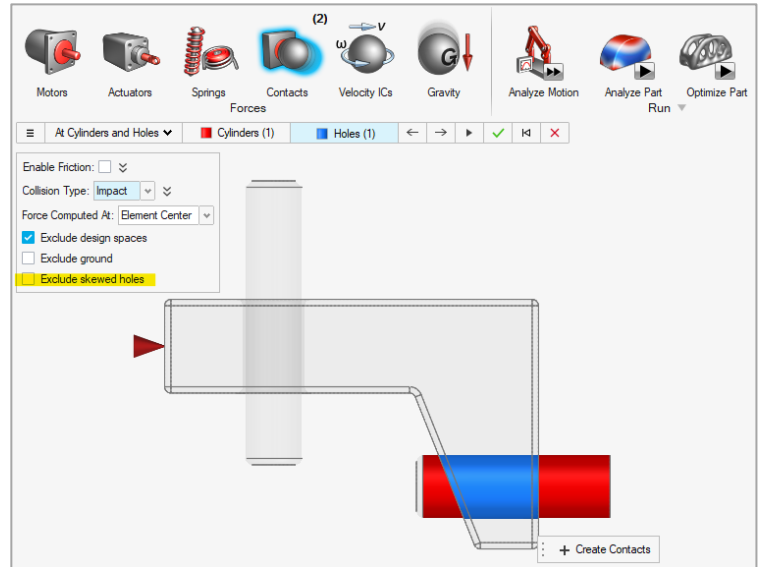 (2)
V
ω
G
Motors Actuators Springs Contacts Velocity ICs Gravity Analyze Motion Analyze Part Optimize Part
Forces Run
At Cylinders and Holes Cylinders (1) Holes (1)
Enable Friction:
Collision Type: Impact
Force Computed At: Element Center
Exclude design spaces
Exclude ground
Exclude skewed holes
+ Create Contacts